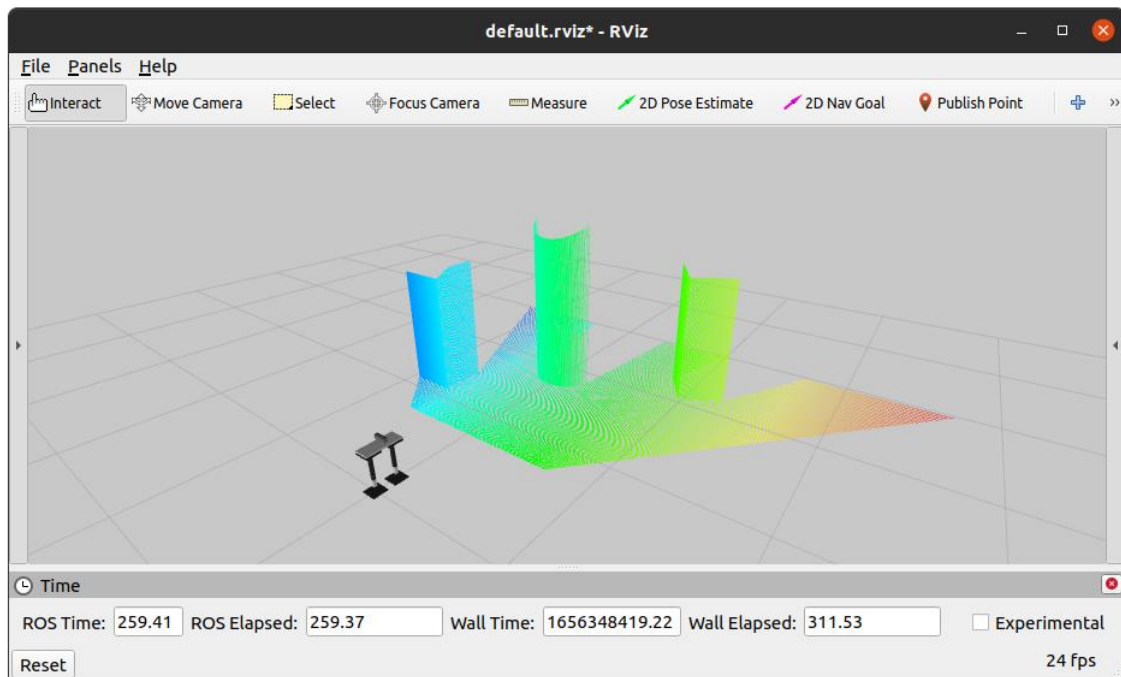 default.rviz* - RViz
File Panels Help
Interact Move Camera Select Focus Camera Measure 2D Pose Estimate 2D Nav Goal Publish Point »
Time
ROS Time: 259.41 ROS Elapsed: 259.37 Wall Time: 1656348419.22 Wall Elapsed: 311.53 Experimental
Reset 24 fps